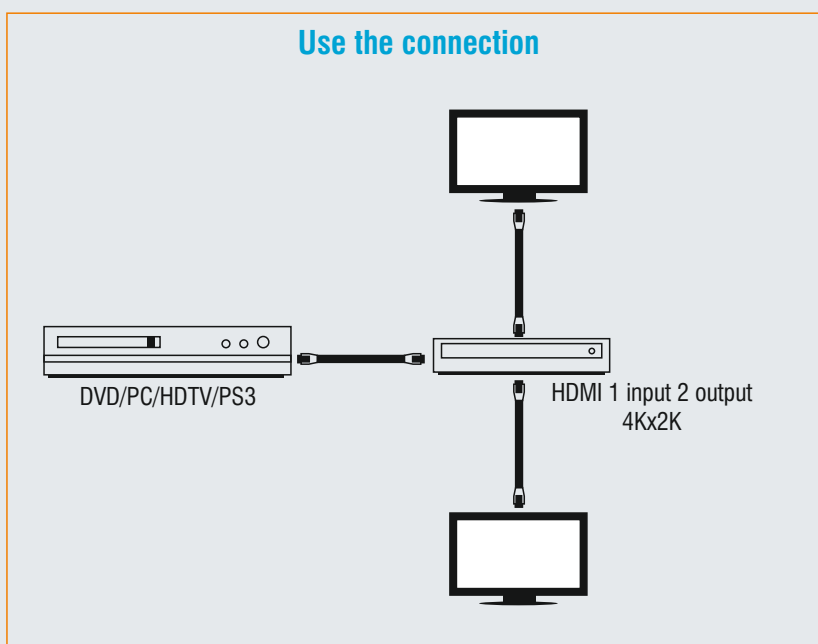 Use the connection
DVD/PC/HDTV/PS3
HDMI 1 input 2 output
4Kx2K